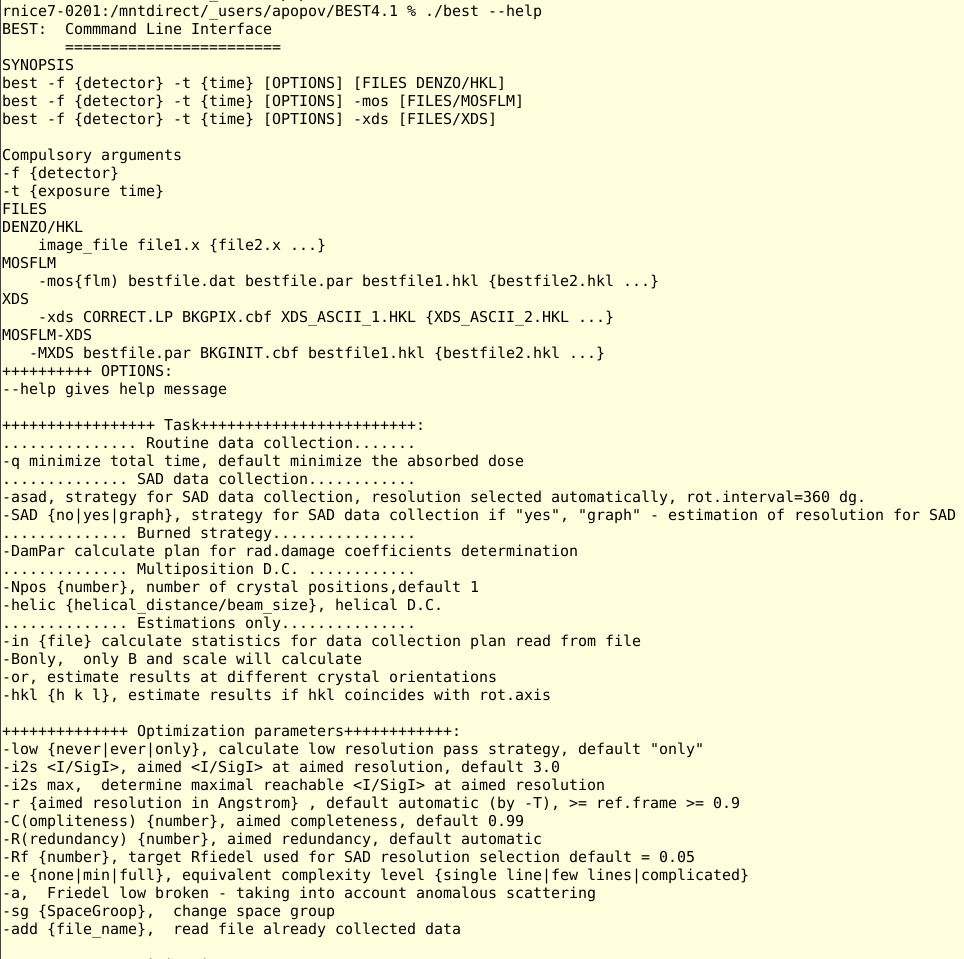 rnice7-0201:/mntdirect/_users/apopov/BEST4.1 % ./best --help
BEST:  Commmand Line Interface
       ========================
SYNOPSIS
best -f {detector} -t {time} [OPTIONS] [FILES DENZO/HKL]
best -f {detector} -t {time} [OPTIONS] -mos [FILES/MOSFLM]
best -f {detector} -t {time} [OPTIONS] -xds [FILES/XDS]

Compulsory arguments
-f {detector}
-t {exposure time}
FILES
DENZO/HKL
    image_file file1.x {file2.x ...}
MOSFLM
    -mos{flm) bestfile.dat bestfile.par bestfile1.hkl {bestfile2.hkl ...}
XDS
    -xds CORRECT.LP BKGPIX.cbf XDS_ASCII_1.HKL {XDS_ASCII_2.HKL ...}
MOSFLM-XDS
   -MXDS bestfile.par BKGINIT.cbf bestfile1.hkl {bestfile2.hkl ...}
++++++++++ OPTIONS:
--help gives help message

+++++++++++++++++ Task++++++++++++++++++++++++:
............... Routine data collection.......
-q minimize total time, default minimize the absorbed dose
.............. SAD data collection............
-asad, strategy for SAD data collection, resolution selected automatically, rot.interval=360 dg.
-SAD {no|yes|graph}, strategy for SAD data collection if "yes", "graph" - estimation of resolution for SAD
.............. Burned strategy................
-DamPar calculate plan for rad.damage coefficients determination
.............. Multiposition D.C. ............
-Npos {number}, number of crystal positions,default 1
-helic {helical_distance/beam_size}, helical D.C.
.............. Estimations only...............
-in {file} calculate statistics for data collection plan read from file
-Bonly,  only B and scale will calculate
-or, estimate results at different crystal orientations
-hkl {h k l}, estimate results if hkl coincides with rot.axis

++++++++++++++ Optimization parameters++++++++++++:
-low {never|ever|only}, calculate low resolution pass strategy, default "only"
-i2s <I/SigI>, aimed <I/SigI> at aimed resolution, default 3.0
-i2s max,  determine maximal reachable <I/SigI> at aimed resolution
-r {aimed resolution in Angstrom} , default automatic (by -T), >= ref.frame >= 0.9
-C(ompliteness) {number}, aimed completeness, default 0.99
-R(redundancy) {number}, aimed redundancy, default automatic
-Rf {number}, target Rfiedel used for SAD resolution selection default = 0.05
-e {none|min|full}, equivalent complexity level {single line|few lines|complicated}
-a,  Friedel low broken - taking into account anomalous scattering
-sg {SpaceGroop},  change space group
-add {file_name},  read file already collected data